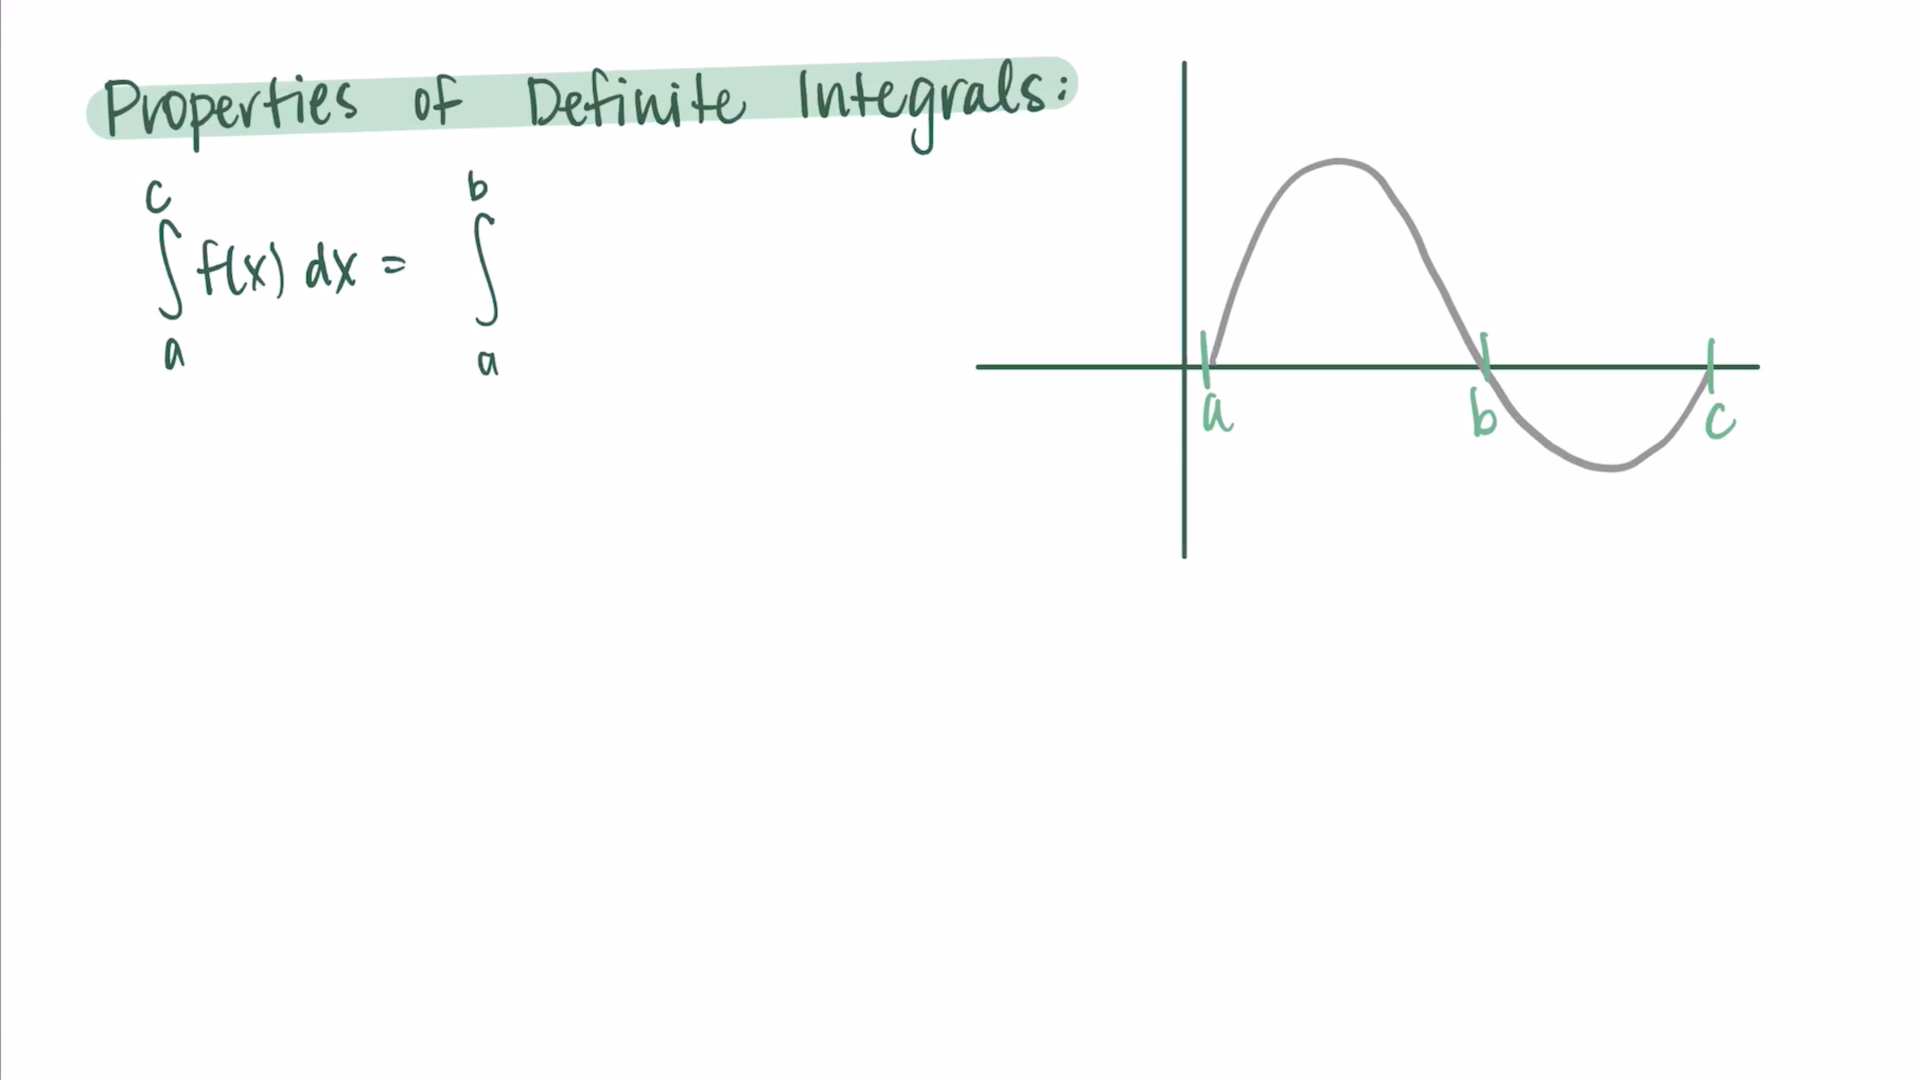 Properties of Definite Integrals:
c b
∫ f(x) dx = ∫
a a
a b c